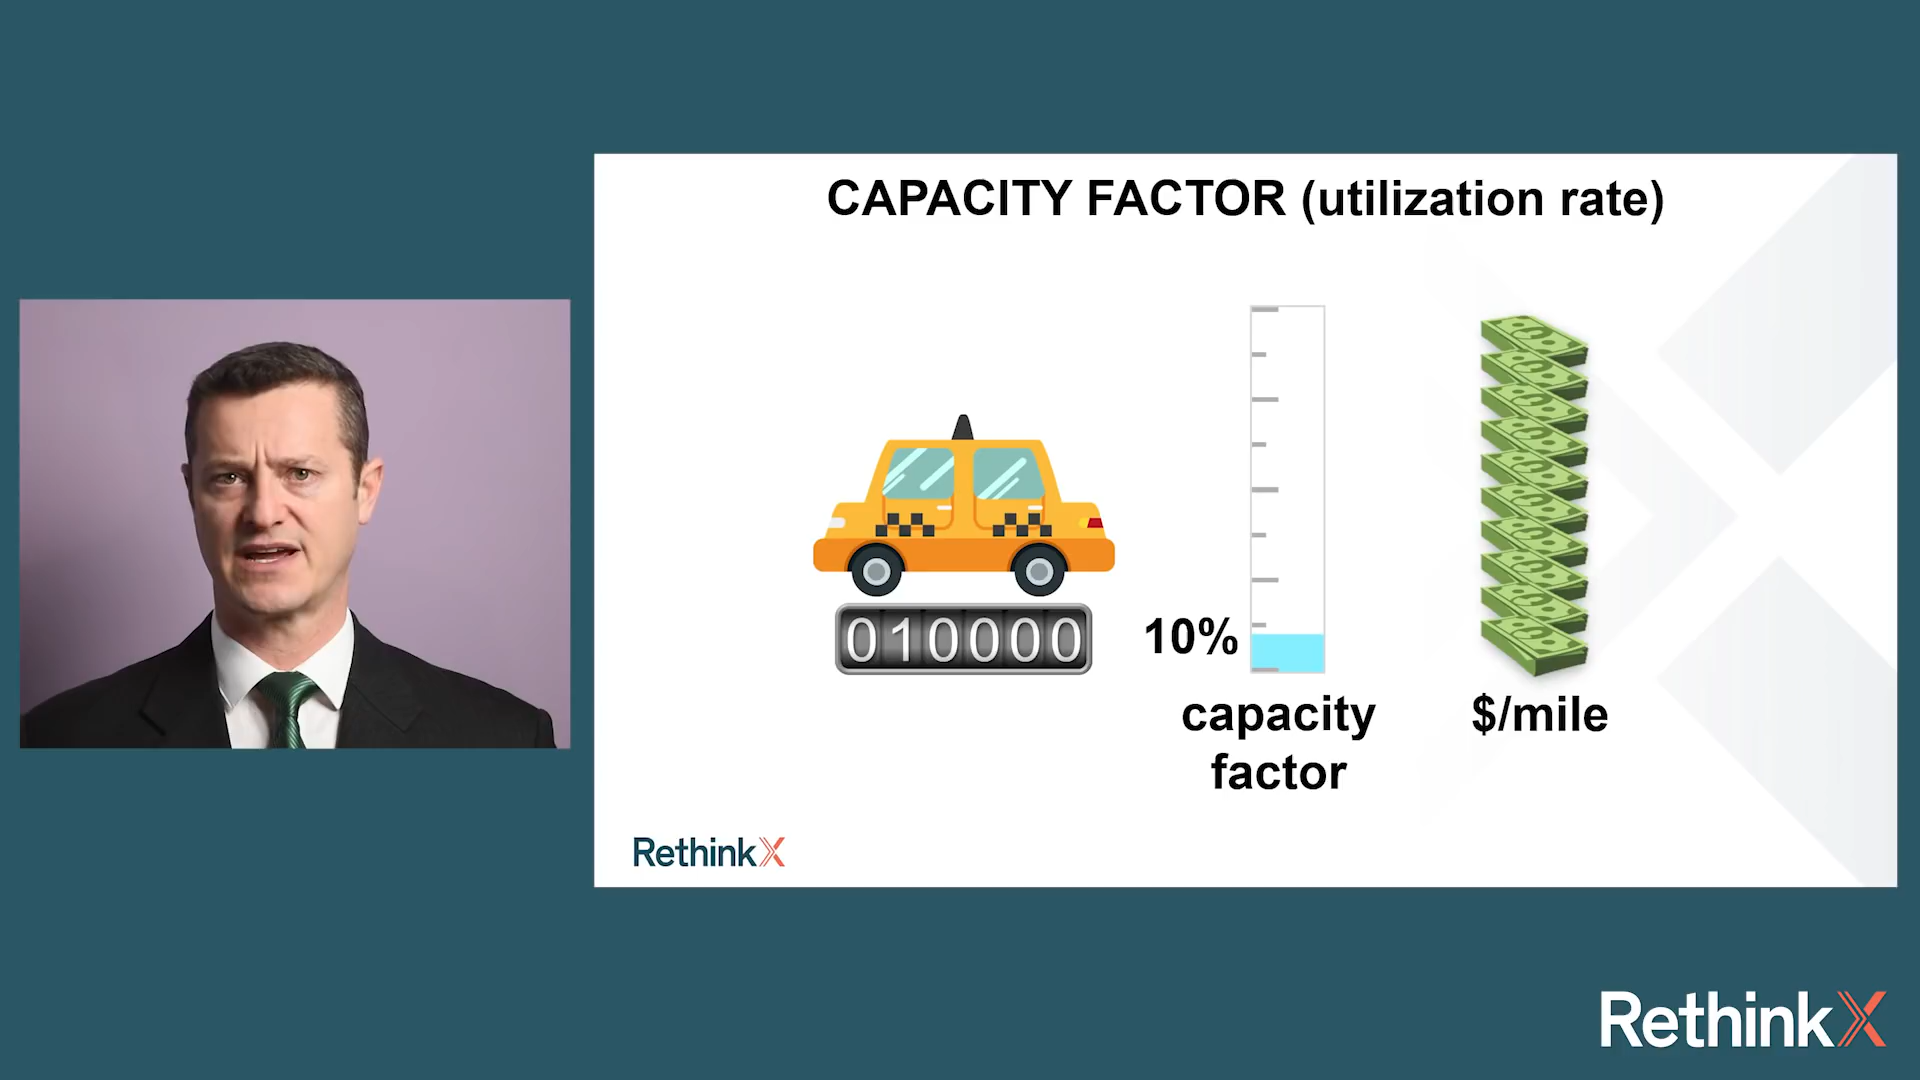 CAPACITY FACTOR (utilization rate)
010000
10%
capacity
factor
$/mile
RethinkX
RethinkX